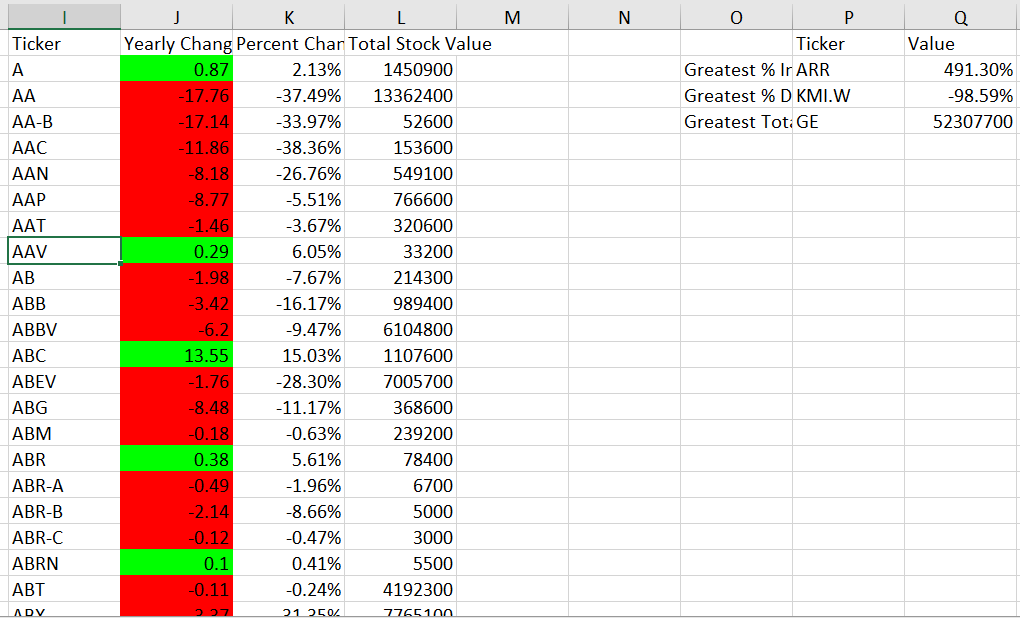 I J K L M N O P Q
Ticker Yearly Chang Percent Chan Total Stock Value Ticker Value
A 0.87 2.13% 1450900 Greatest % In ARR 491.30%
AA -17.76 -37.49% 13362400 Greatest % D KMI.W -98.59%
AA-B -17.14 -33.97% 52600 Greatest Tota GE 52307700
AAC -11.86 -38.36% 153600
AAN -8.18 -26.76% 549100
AAP -8.77 -5.51% 766600
AAT -1.46 -3.67% 320600
AAV 0.29 6.05% 33200
AB -1.98 -7.67% 214300
ABB -3.42 -16.17% 989400
ABBV -6.2 -9.47% 6104800
ABC 13.55 15.03% 1107600
ABEV -1.76 -28.30% 7005700
ABG -8.48 -11.17% 368600
ABM -0.18 -0.63% 239200
ABR 0.38 5.61% 78400
ABR-A -0.49 -1.96% 6700
ABR-B -2.14 -8.66% 5000
ABR-C -0.12 -0.47% 3000
ABRN 0.1 0.41% 5500
ABT -0.11 -0.24% 4192300
ABX